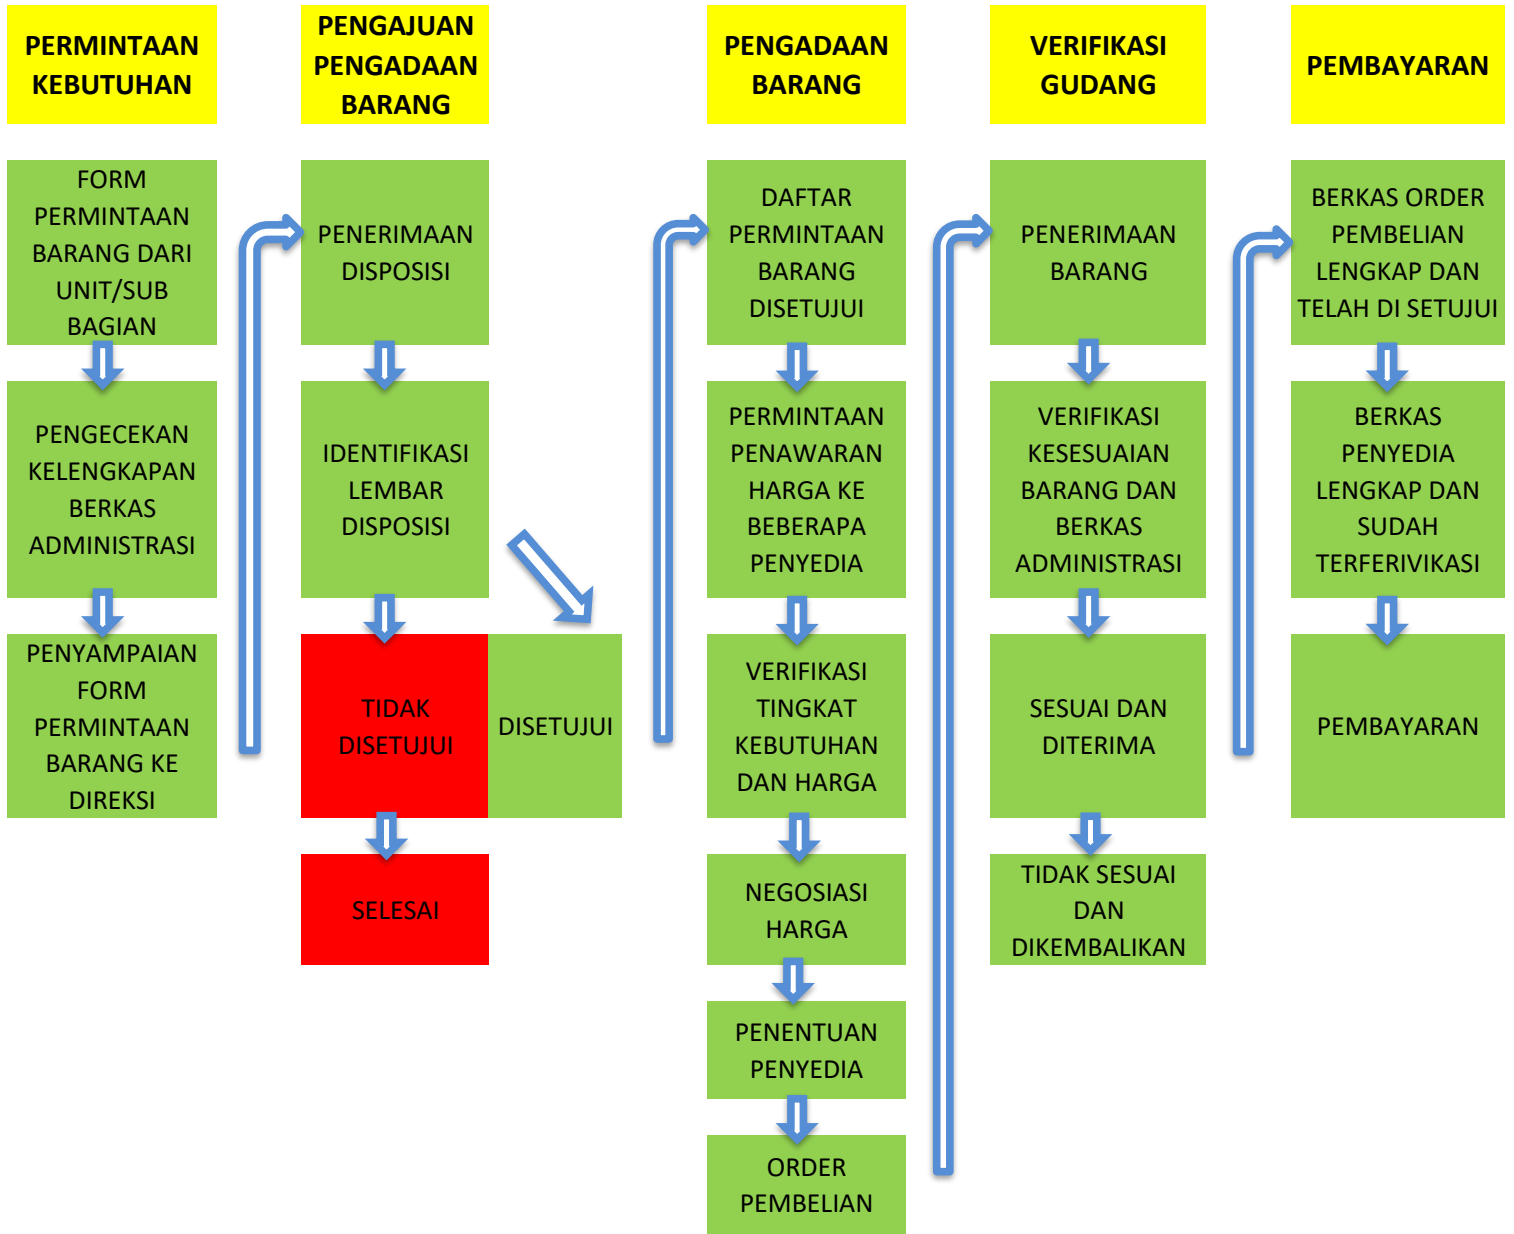 PERMINTAAN
KEBUTUHAN
PENGAJUAN
PENGADAAN
BARANG
PENGADAAN
BARANG
VERIFIKASI
GUDANG
PEMBAYARAN
FORM
PERMINTAAN
BARANG DARI
UNIT/SUB
BAGIAN
PENGECEKAN
KELENGKAPAN
BERKAS
ADMINISTRASI
PENYAMPAIAN
FORM
PERMINTAAN
BARANG KE
DIREKSI
PENERIMAAN
DISPOSISI
IDENTIFIKASI
LEMBAR
DISPOSISI
TIDAK
DISETUJUI
DISETUJUI
SELESAI
DAFTAR
PERMINTAAN
BARANG
DISETUJUI
PERMINTAAN
PENAWARAN
HARGA KE
BEBERAPA
PENYEDIA
VERIFIKASI
TINGKAT
KEBUTUHAN
DAN HARGA
NEGOSIASI
HARGA
PENENTUAN
PENYEDIA
ORDER
PEMBELIAN
PENERIMAAN
BARANG
VERIFIKASI
KESESUAIAN
BARANG DAN
BERKAS
ADMINISTRASI
SESUAI DAN
DITERIMA
TIDAK SESUAI
DAN
DIKEMBALIKAN
BERKAS ORDER
PEMBELIAN
LENGKAP DAN
TELAH DI SETUJUI
BERKAS
PENYEDIA
LENGKAP DAN
SUDAH
TERFERIVIKASI
PEMBAYARAN